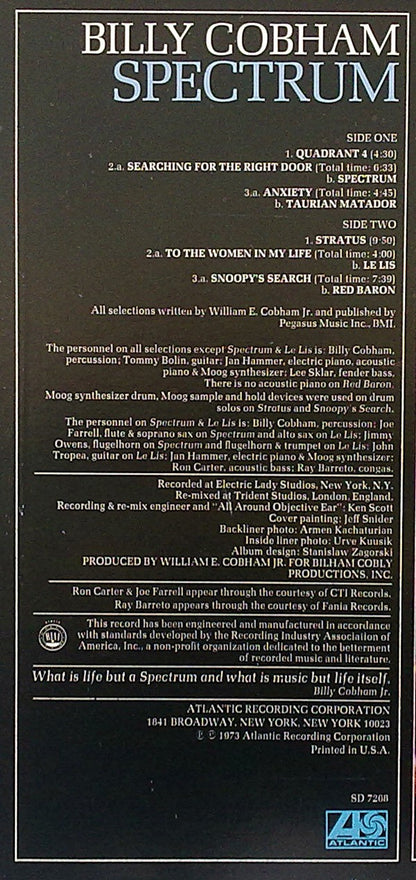 BILLY COBHAM
SPECTRUM
SIDE ONE
1. QUADRANT 4 (4:30)
2.a. SEARCHING FOR THE RIGHT DOOR (Total time: 6:33)
b. SPECTRUM
3.a. ANXIETY (Total time: 4:45)
b. TAURIAN MATADOR
SIDE TWO
1. STRATUS (9:50)
2.a. TO THE WOMEN IN MY LIFE (Total time: 4:00)
b. LE LIS
3.a. SNOOPY'S SEARCH (Total time: 7:39)
b. RED BARON
All selections written by William E. Cobham Jr. and published by
Pegasus Music Inc., BMI.
The personnel on all selections except Spectrum & Le Lis is: Billy Cobham,
percussion; Tommy Bolin, guitar; Jan Hammer, electric piano, acoustic
piano & Moog synthesizer; Lee Sklar, fender bass.
There is no acoustic piano on Red Baron.
Moog synthesizer drum, Moog sample and hold devices were used on drum
solos on Stratus and Snoopy's Search.
The personnel on Spectrum & Le Lis is: Billy Cobham, percussion; Joe
Farrell, flute & soprano sax on Spectrum and alto sax on Le Lis; Jimmy
Owens, flugelhorn on Spectrum and flugelhorn & trumpet on Le Lis; John
Tropea, guitar on Le Lis; Jan Hammer, electric piano & Moog synthesizer;
Ron Carter, acoustic bass; Ray Barreto, congas.
Recorded at Electric Lady Studios, New York, N.Y.
Re-mixed at Trident Studios, London, England.
Recording & re-mix engineer and "All Around Objective Ear": Ken Scott
Cover painting: Jeff Snider
Backliner photo: Armen Kachaturian
Inside liner photo: Urve Kuusik
Album design: Stanislaw Zagorski
PRODUCED BY WILLIAM E. COBHAM JR. FOR BILHAM COBLY
PRODUCTIONS, INC.
Ron Carter & Joe Farrell appear through the courtesy of CTI Records.
Ray Barreto appears through the courtesy of Fania Records.
This record has been engineered and manufactured in accordance
with standards developed by the Recording Industry Association of
America, Inc., a non-profit organization dedicated to the betterment
of recorded music and literature.
What is life but a Spectrum and what is music but life itself.
Billy Cobham Jr.
ATLANTIC RECORDING CORPORATION
1841 BROADWAY, NEW YORK, NEW YORK 10023
℗ © 1973 Atlantic Recording Corporation
Printed in U.S.A.
SD 7268
ATLANTIC